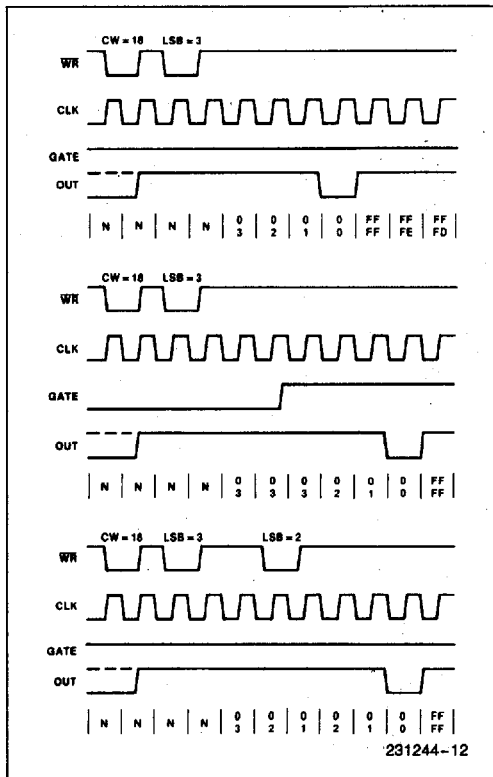 CW = 18 LSB = 3
WR
CLK
GATE
OUT
N N N N 0 0 0 0 FF FF FF
3 2 1 0 FF FE FD
CW = 18 LSB = 3
WR
CLK
GATE
OUT
N N N N 0 0 0 0 0 0 FF
3 3 3 2 1 0 FF
CW = 18 LSB = 3 LSB = 2
WR
CLK
GATE
OUT
N N N N 0 0 0 0 0 0 FF
3 2 1 2 1 0 FF
231244-12